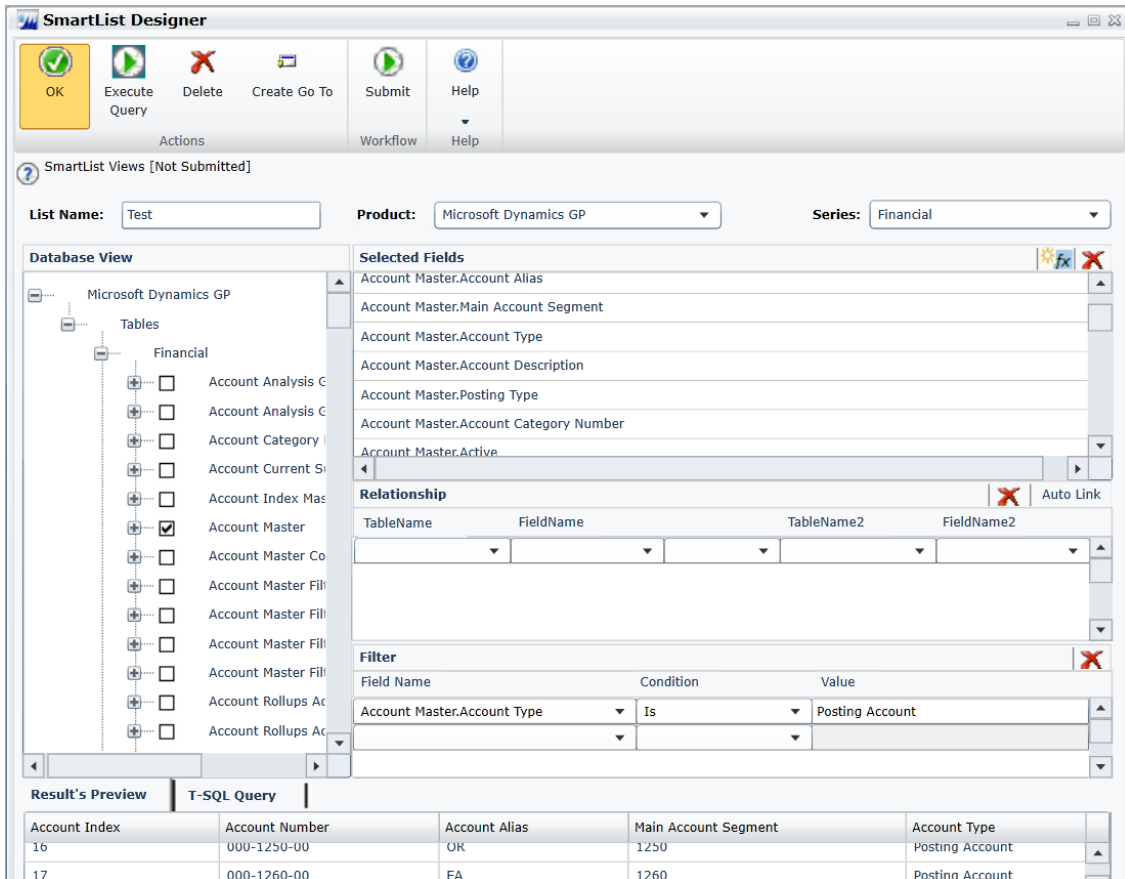 SmartList Designer
OK
Execute Query
Delete
Create Go To
Submit
Help
Actions
Workflow
Help
SmartList Views [Not Submitted]
List Name: Test Product: Microsoft Dynamics GP Series: Financial
Database View
Microsoft Dynamics GP
Tables
Financial
Account Analysis G
Account Analysis G
Account Category
Account Current Su
Account Index Mas
Account Master
Account Master Co
Account Master Filt
Account Master Filt
Account Master Filt
Account Master Filt
Account Rollups Ac
Account Rollups Ac
Selected Fields fx
Account Master.Account Alias
Account Master.Main Account Segment
Account Master.Account Type
Account Master.Account Description
Account Master.Posting Type
Account Master.Account Category Number
Account Master.Active
Relationship Auto Link
TableName FieldName TableName2 FieldName2
Filter
Field Name Condition Value
Account Master.Account Type Is Posting Account
Result's Preview T-SQL Query
Account Index Account Number Account Alias Main Account Segment Account Type
16 000-1250-00 OR 1250 Posting Account
17 000-1260-00 EA 1260 Posting Account